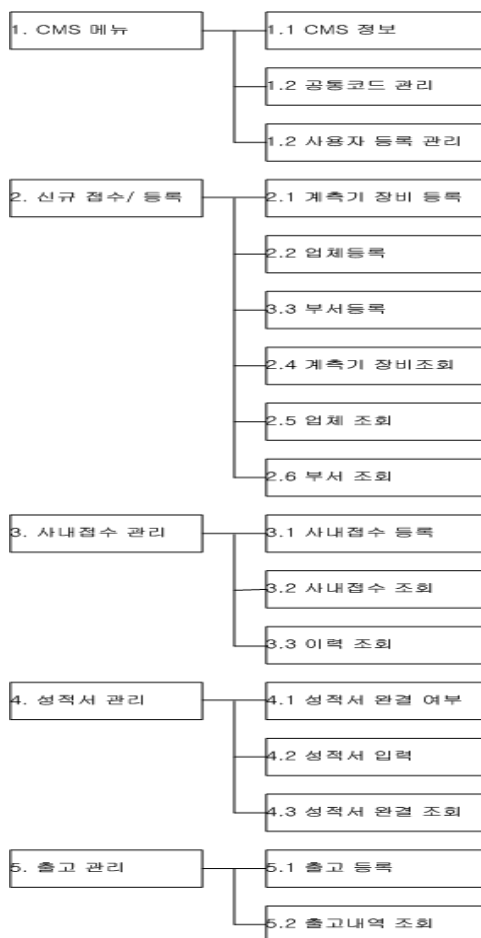 1. CMS 메뉴
1.1 CMS 정보
1.2 공통코드 관리
1.2 사용자 등록 관리
2. 신규 접수/ 등록
2.1 계측기 장비 등록
2.2 업체등록
3.3 부서등록
2.4 계측기 장비조회
2.5 업체 조회
2.6 부서 조회
3. 사내접수 관리
3.1 사내접수 등록
3.2 사내접수 조회
3.3 이력 조회
4. 성적서 관리
4.1 성적서 완결 여부
4.2 성적서 입력
4.3 성적서 완결 조회
5. 출고 관리
5.1 출고 등록
5.2 출고내역 조회